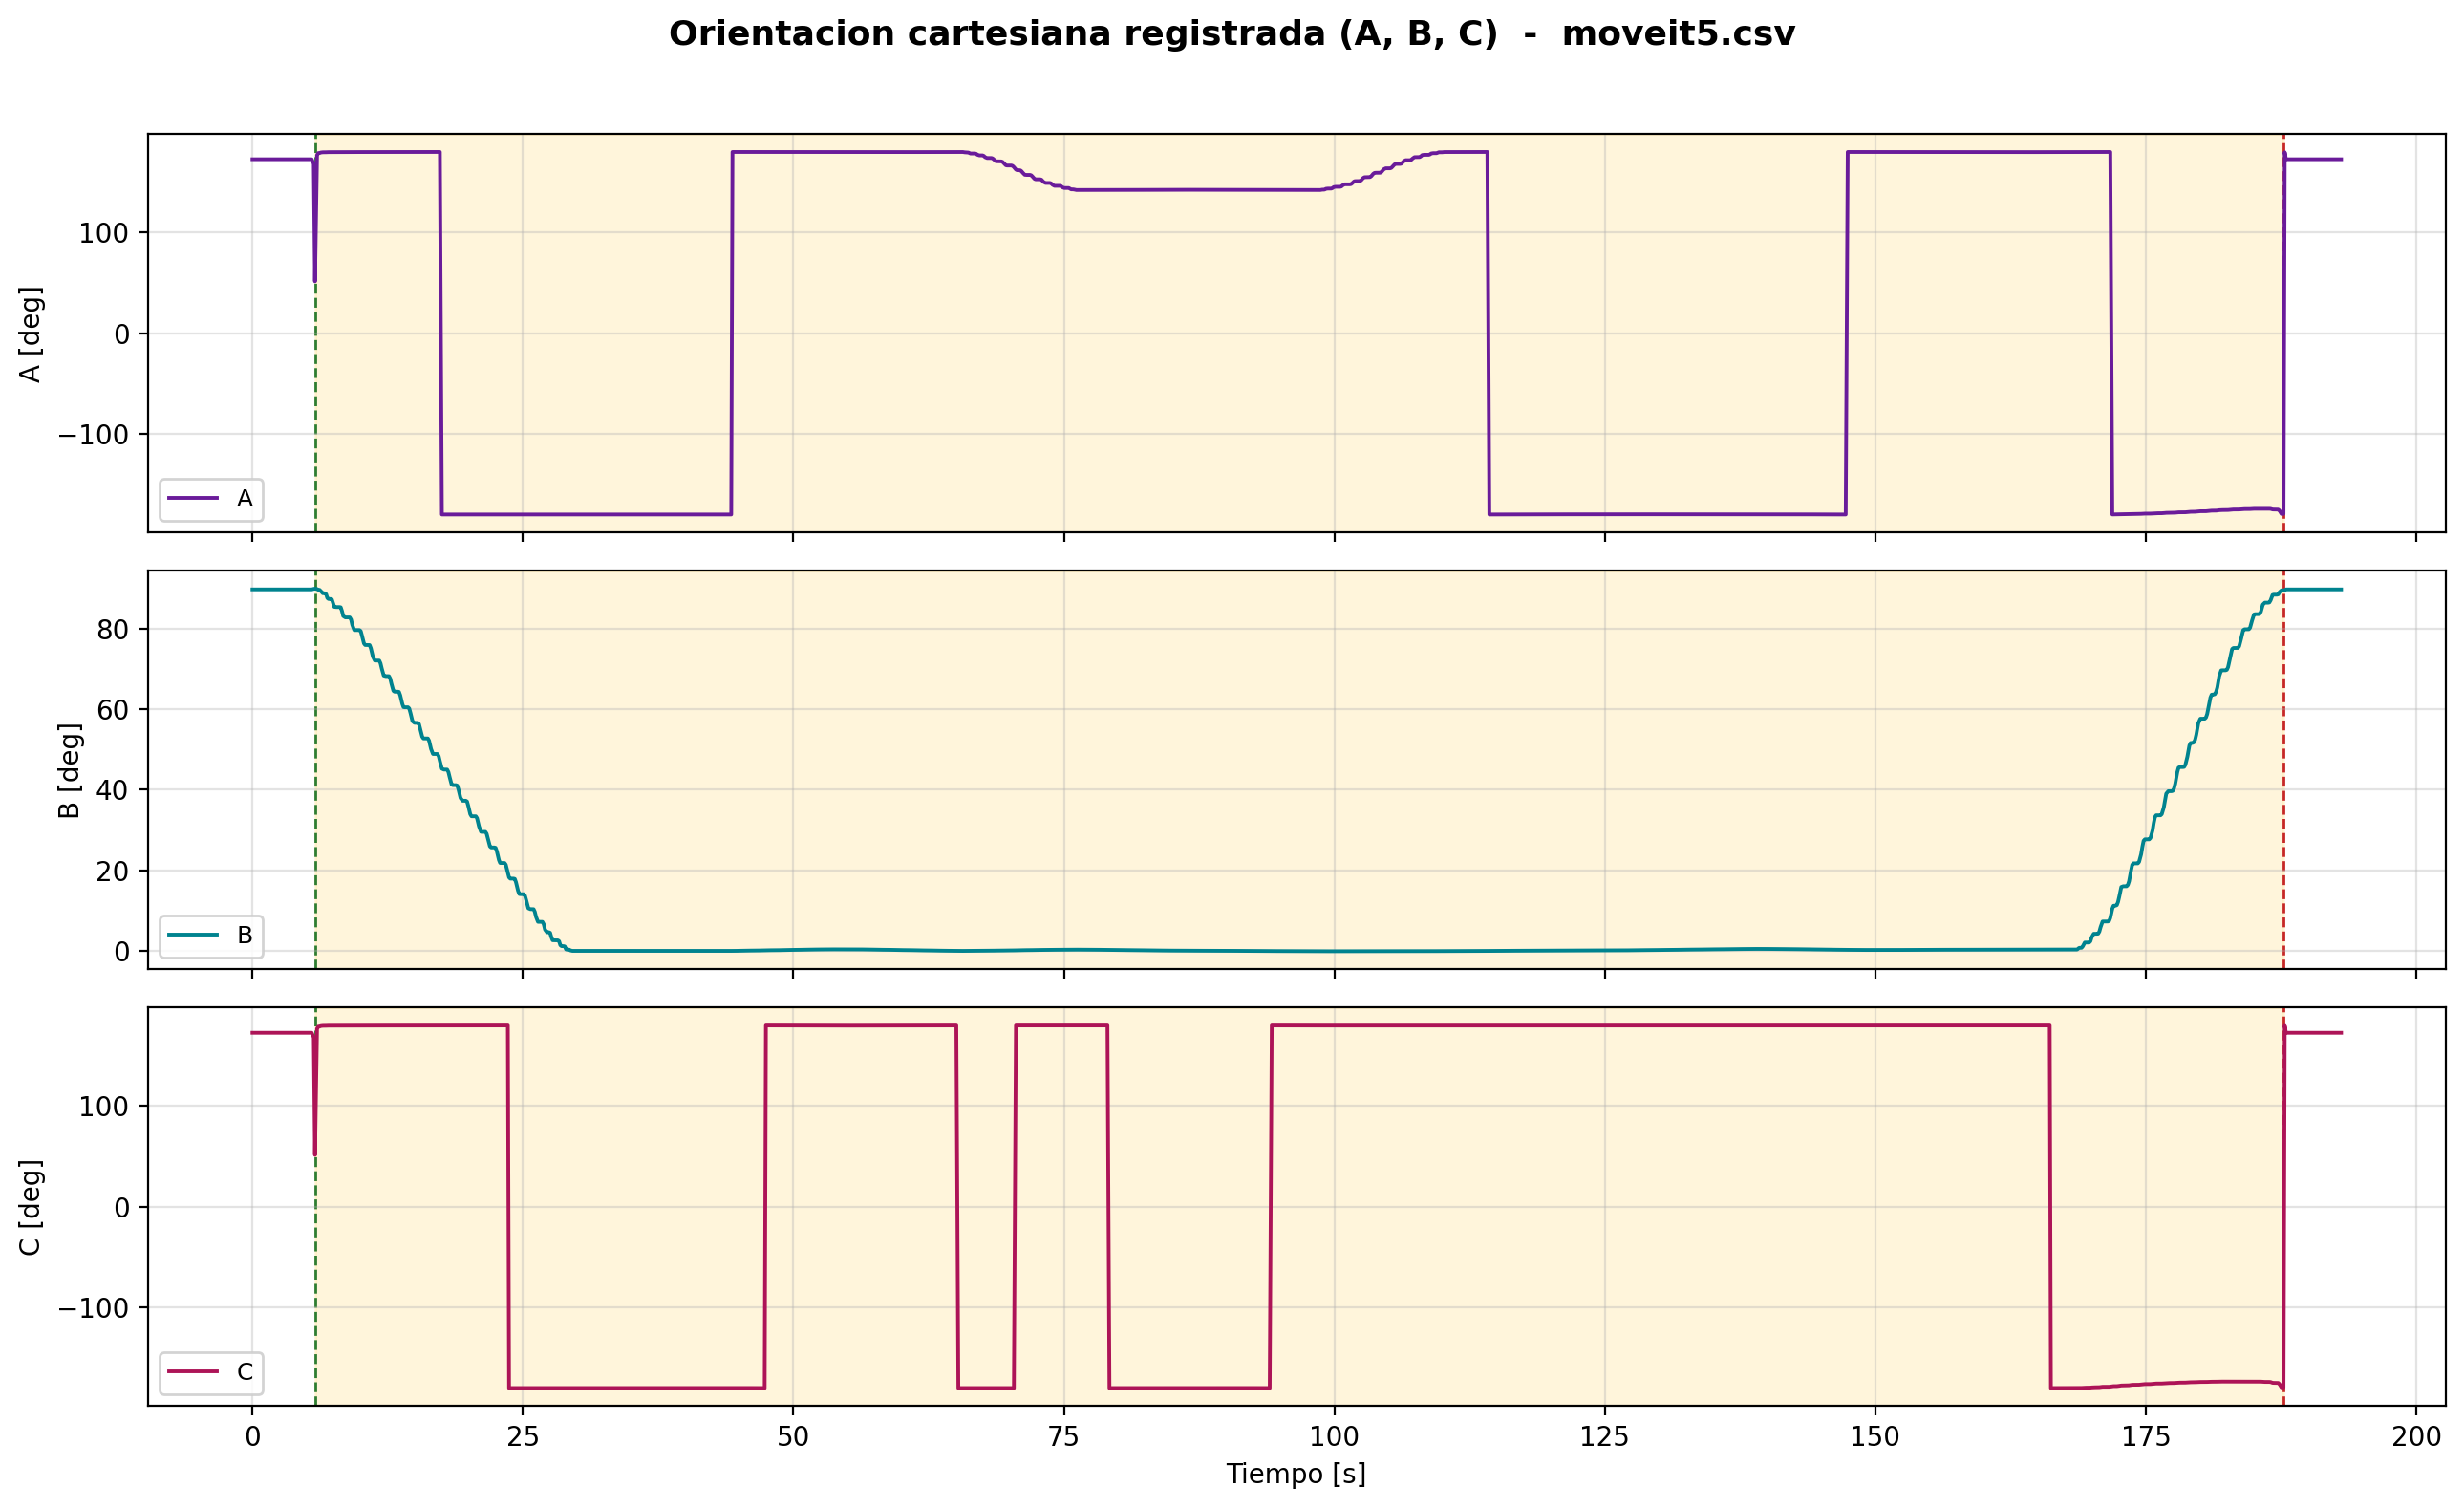 Orientacion cartesiana registrada (A, B, C)  -  moveit5.csv
A [deg]
100
0
−100
A
B [deg]
80
60
40
20
0
B
C [deg]
100
0
−100
C
0 25 50 75 100 125 150 175 200
Tiempo [s]